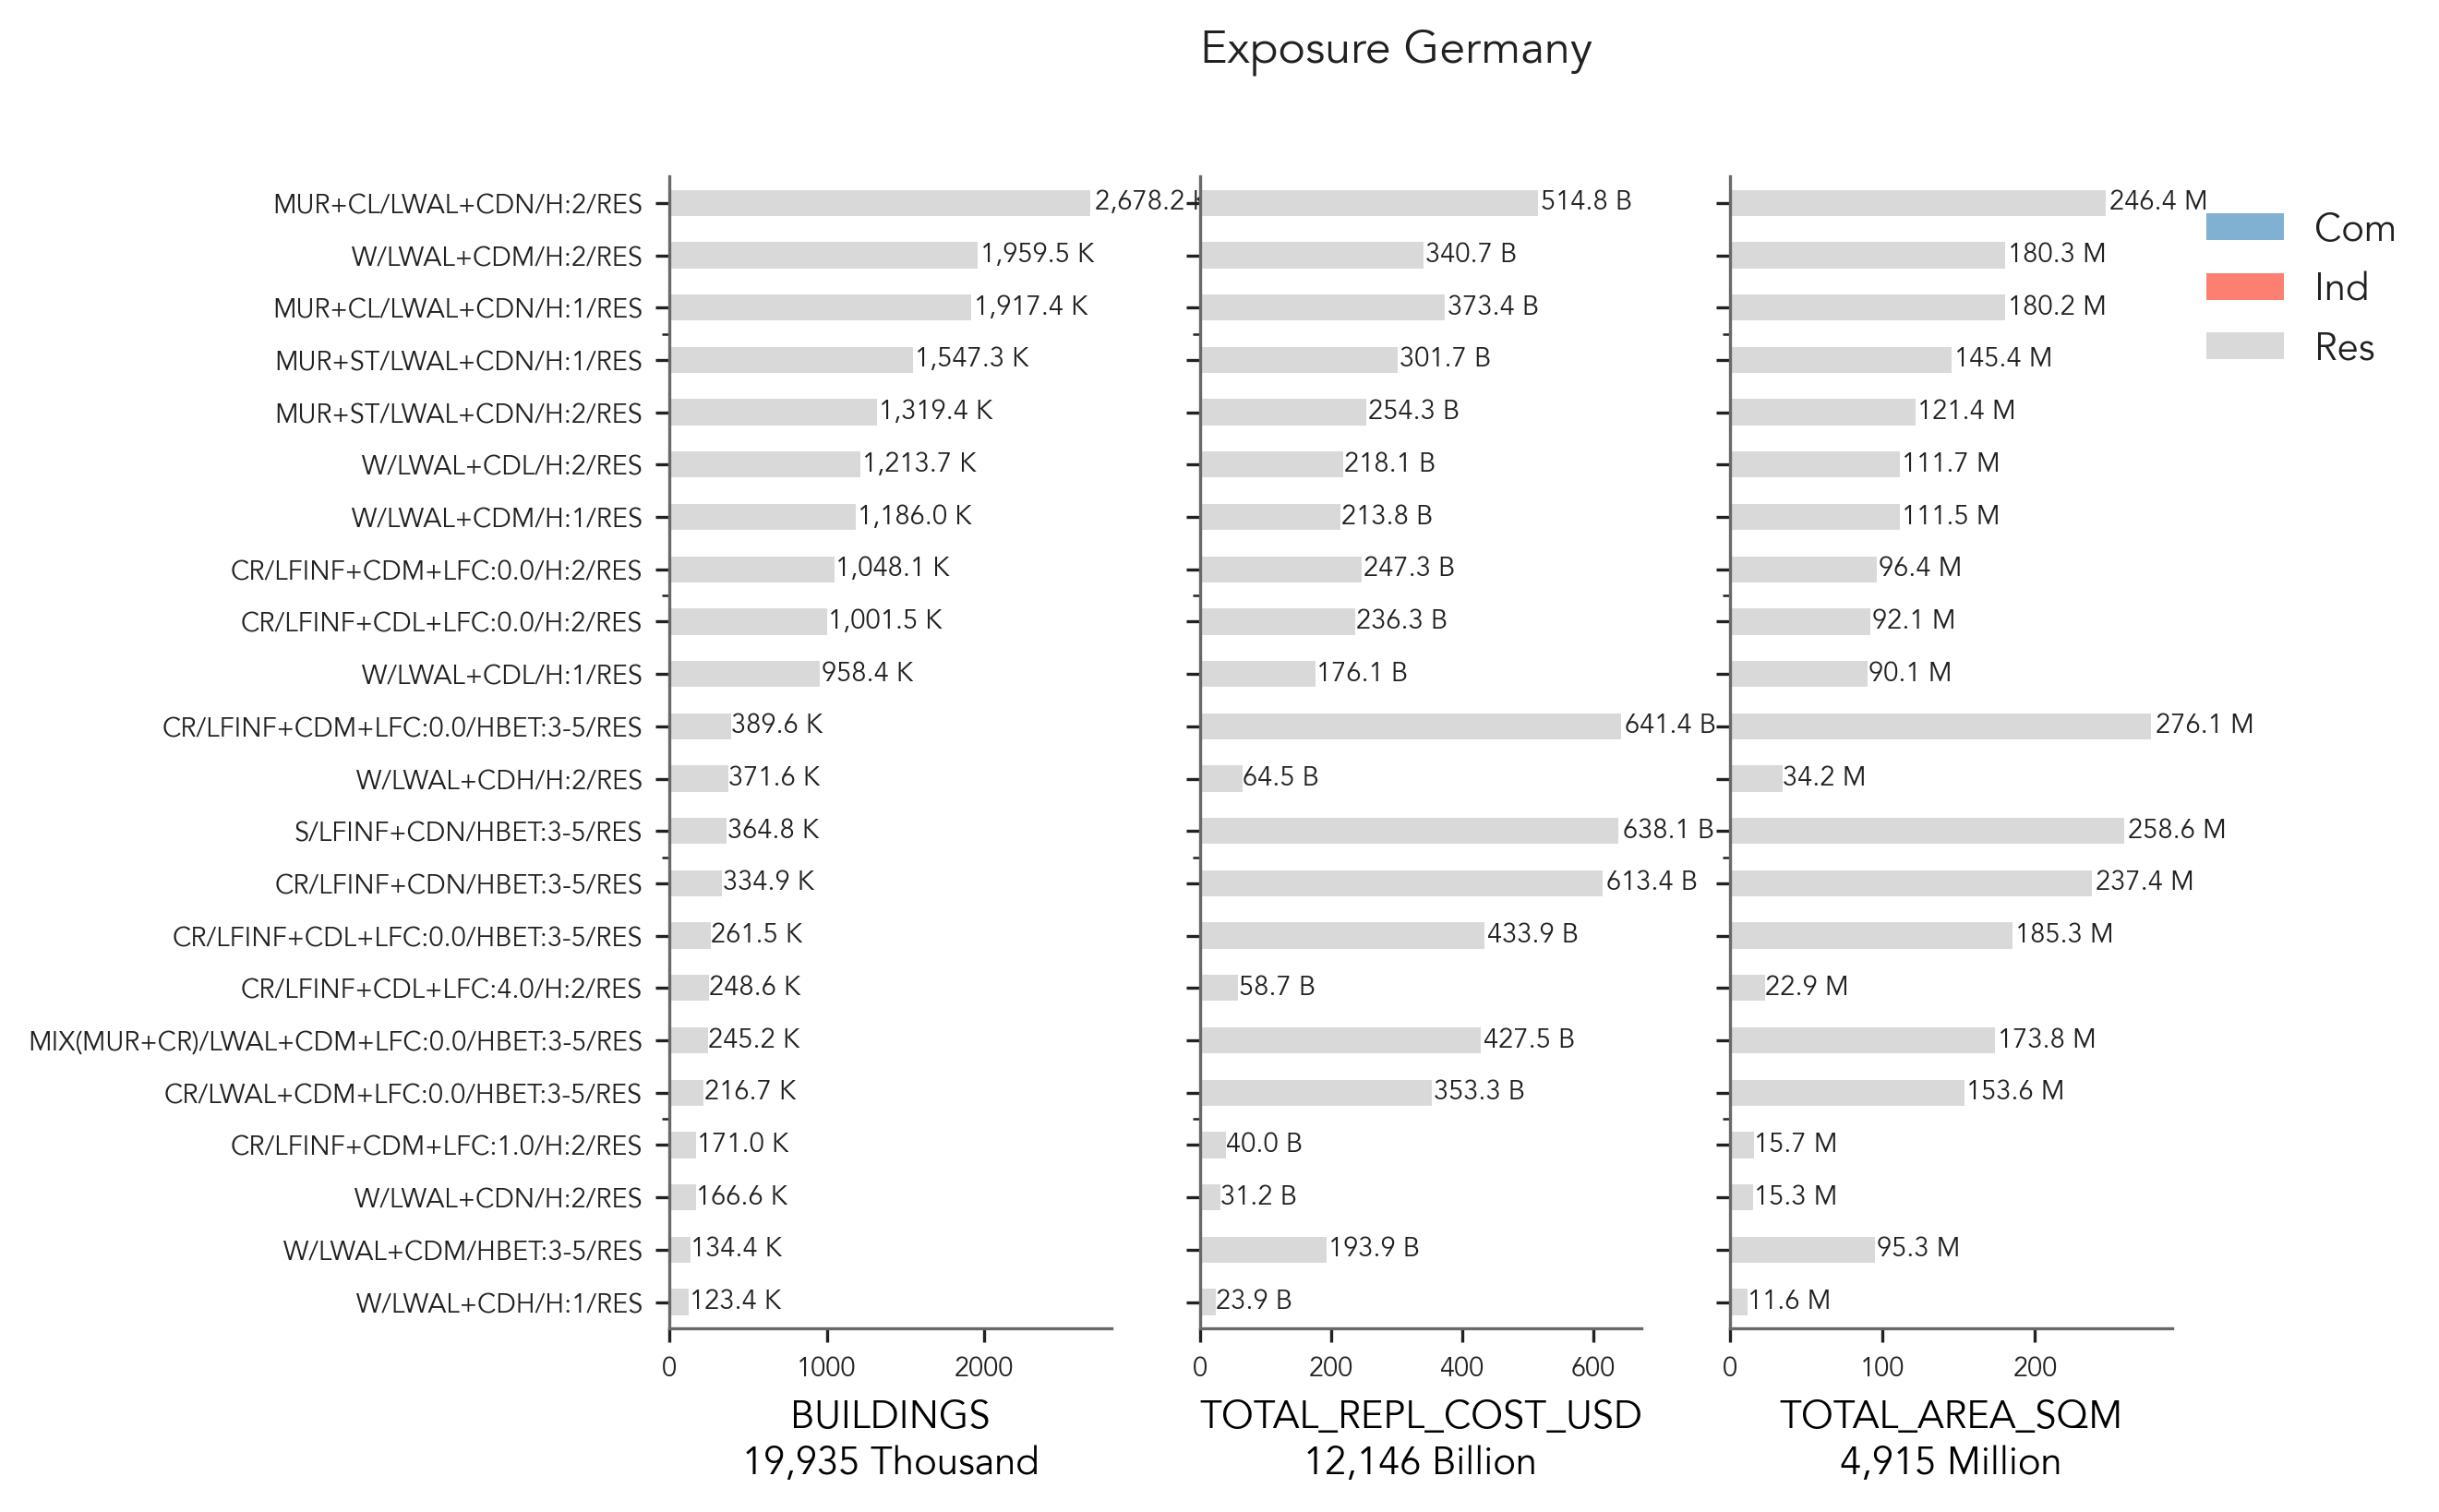 Exposure Germany
MUR+CL/LWAL+CDN/H:2/RES 2,678.2 514.8 B 246.4 M
W/LWAL+CDM/H:2/RES 1,959.5 K 340.7 B 180.3 M
MUR+CL/LWAL+CDN/H:1/RES 1,917.4 K 373.4 B 180.2 M
MUR+ST/LWAL+CDN/H:1/RES 1,547.3 K 301.7 B 145.4 M
MUR+ST/LWAL+CDN/H:2/RES 1,319.4 K 254.3 B 121.4 M
W/LWAL+CDL/H:2/RES 1,213.7 K 218.1 B 111.7 M
W/LWAL+CDM/H:1/RES 1,186.0 K 213.8 B 111.5 M
CR/LFINF+CDM+LFC:0.0/H:2/RES 1,048.1 K 247.3 B 96.4 M
CR/LFINF+CDL+LFC:0.0/H:2/RES 1,001.5 K 236.3 B 92.1 M
W/LWAL+CDL/H:1/RES 958.4 K 176.1 B 90.1 M
CR/LFINF+CDM+LFC:0.0/HBET:3-5/RES 389.6 K 641.4 B 276.1 M
W/LWAL+CDH/H:2/RES 371.6 K 64.5 B 34.2 M
S/LFINF+CDN/HBET:3-5/RES 364.8 K 638.1 B 258.6 M
CR/LFINF+CDN/HBET:3-5/RES 334.9 K 613.4 B 237.4 M
CR/LFINF+CDL+LFC:0.0/HBET:3-5/RES 261.5 K 433.9 B 185.3 M
CR/LFINF+CDL+LFC:4.0/H:2/RES 248.6 K 58.7 B 22.9 M
MIX(MUR+CR)/LWAL+CDM+LFC:0.0/HBET:3-5/RES 245.2 K 427.5 B 173.8 M
CR/LWAL+CDM+LFC:0.0/HBET:3-5/RES 216.7 K 353.3 B 153.6 M
CR/LFINF+CDM+LFC:1.0/H:2/RES 171.0 K 40.0 B 15.7 M
W/LWAL+CDN/H:2/RES 166.6 K 31.2 B 15.3 M
W/LWAL+CDM/HBET:3-5/RES 134.4 K 193.9 B 95.3 M
W/LWAL+CDH/H:1/RES 123.4 K 23.9 B 11.6 M
0 1000 2000 0 200 400 600 0 100 200
BUILDINGS TOTAL_REPL_COST_USD TOTAL_AREA_SQM
19,935 Thousand 12,146 Billion 4,915 Million
Com
Ind
Res